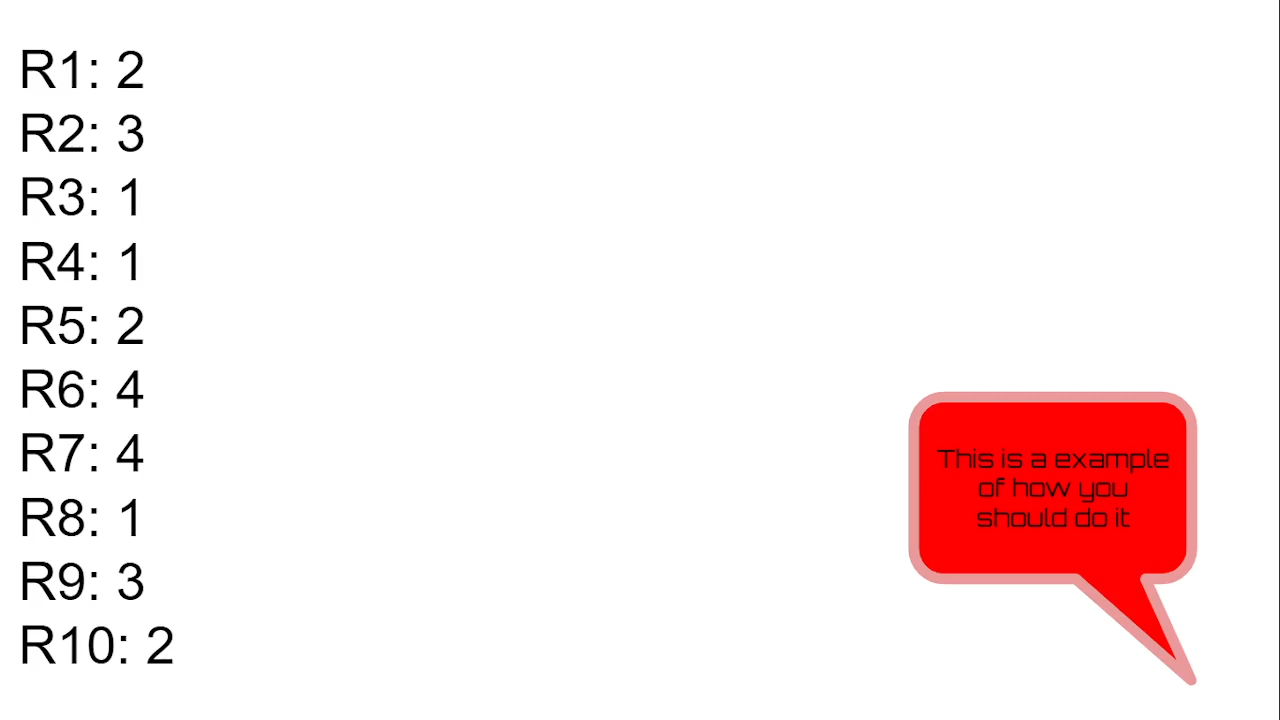 R1: 2
R2: 3
R3: 1
R4: 1
R5: 2
R6: 4
R7: 4
R8: 1
R9: 3
R10: 2
This is a example
of how you
should do it